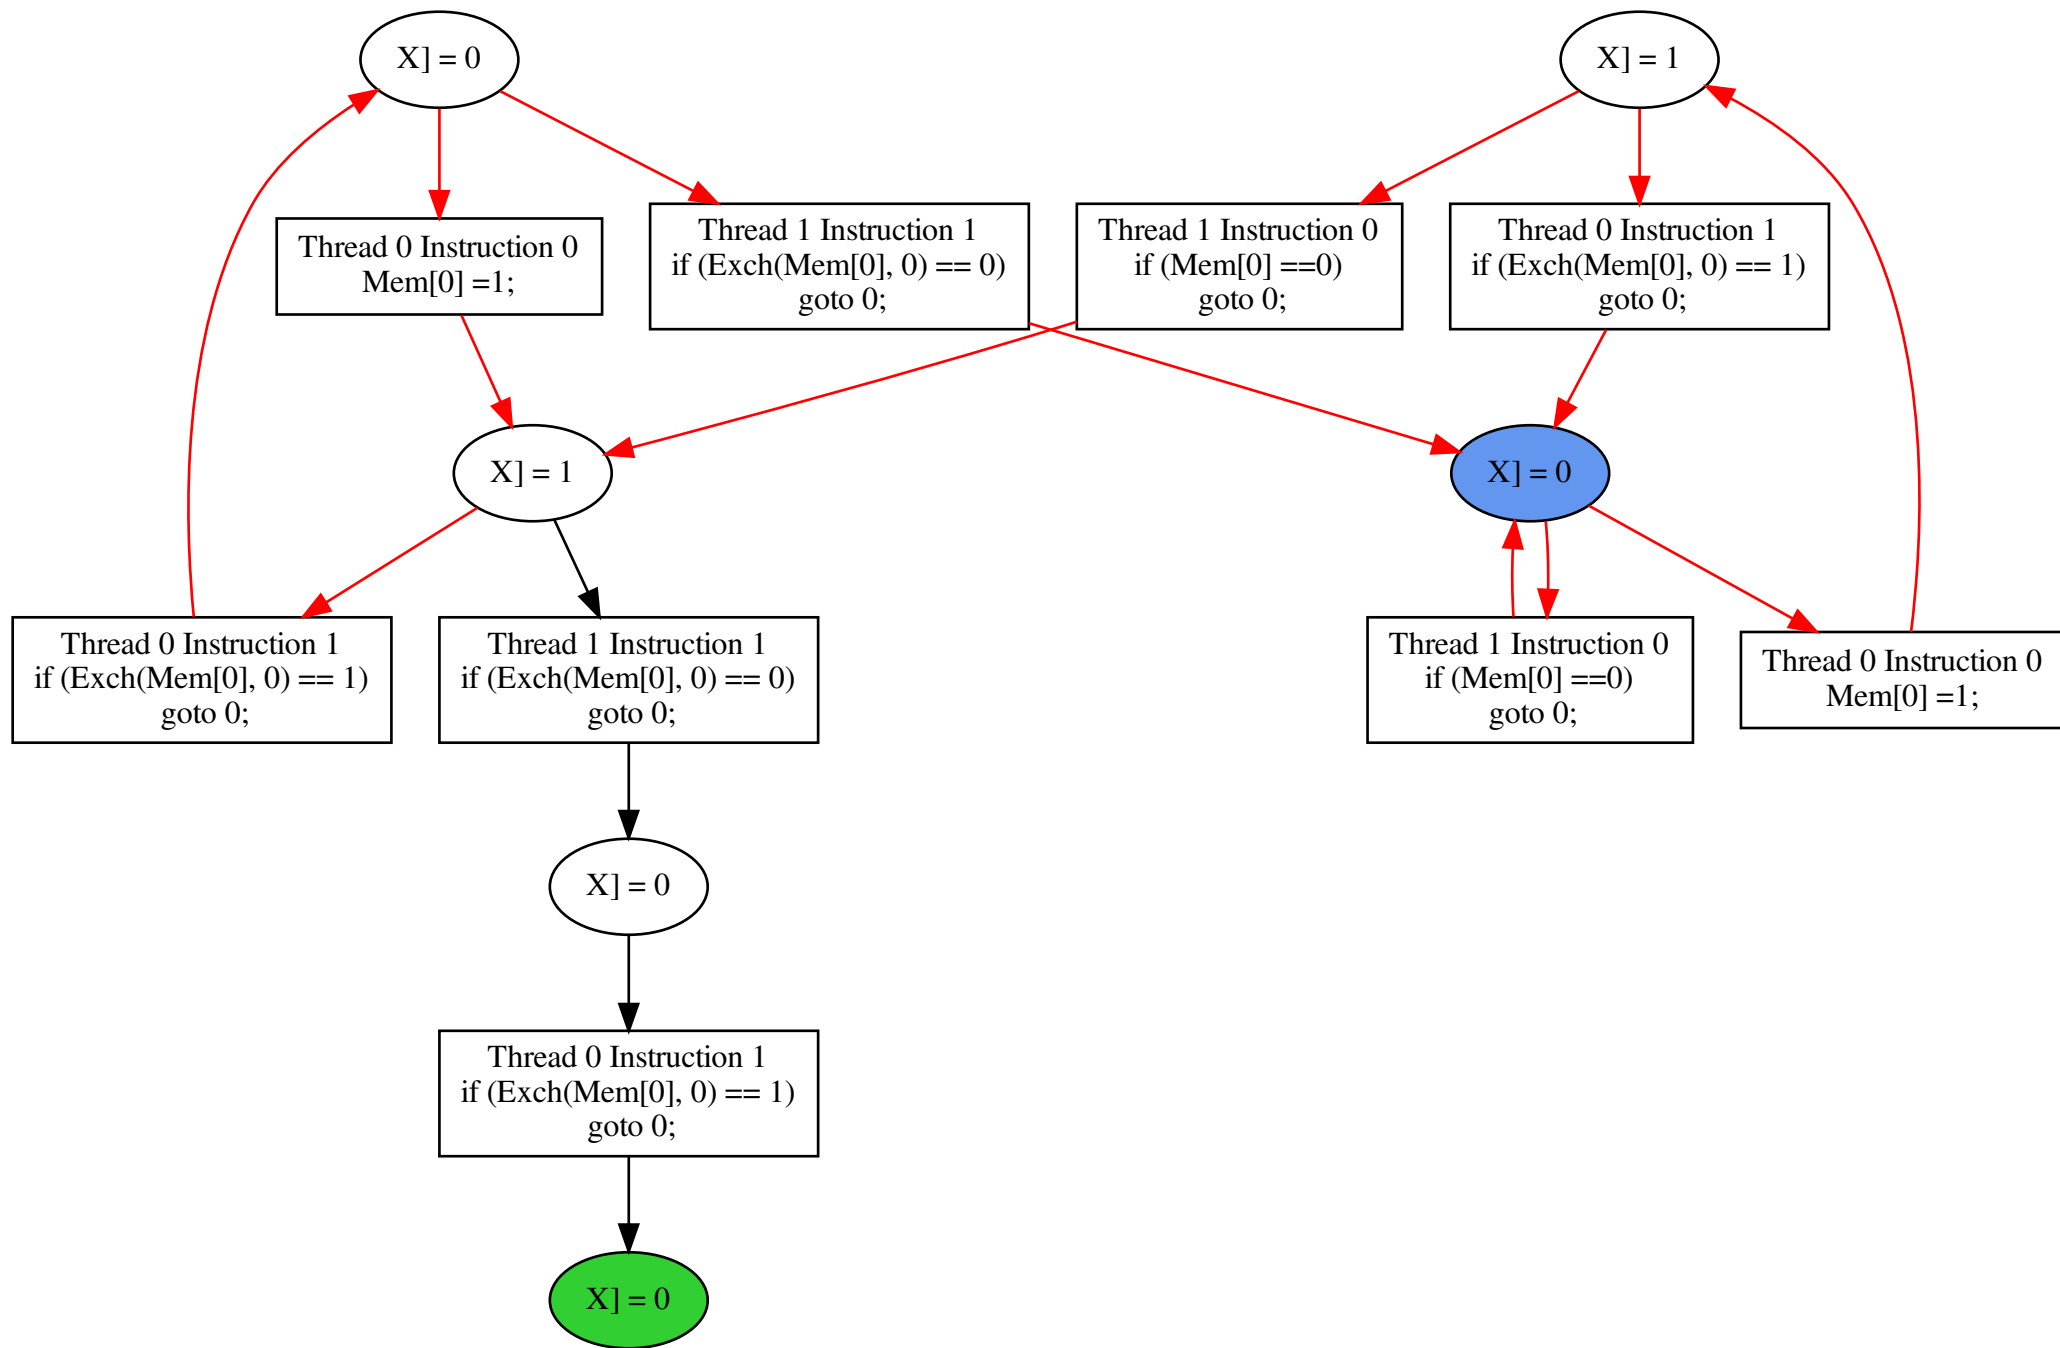 X] = 0
X] = 1
Thread 0 Instruction 0
Mem[0] =1;
Thread 1 Instruction 1
if (Exch(Mem[0], 0) == 0)
goto 0;
Thread 1 Instruction 0
if (Mem[0] ==0)
goto 0;
Thread 0 Instruction 1
if (Exch(Mem[0], 0) == 1)
goto 0;
X] = 1
X] = 0
Thread 0 Instruction 1
if (Exch(Mem[0], 0) == 1)
goto 0;
Thread 1 Instruction 1
if (Exch(Mem[0], 0) == 0)
goto 0;
Thread 1 Instruction 0
if (Mem[0] ==0)
goto 0;
Thread 0 Instruction 0
Mem[0] =1;
X] = 0
Thread 0 Instruction 1
if (Exch(Mem[0], 0) == 1)
goto 0;
X] = 0